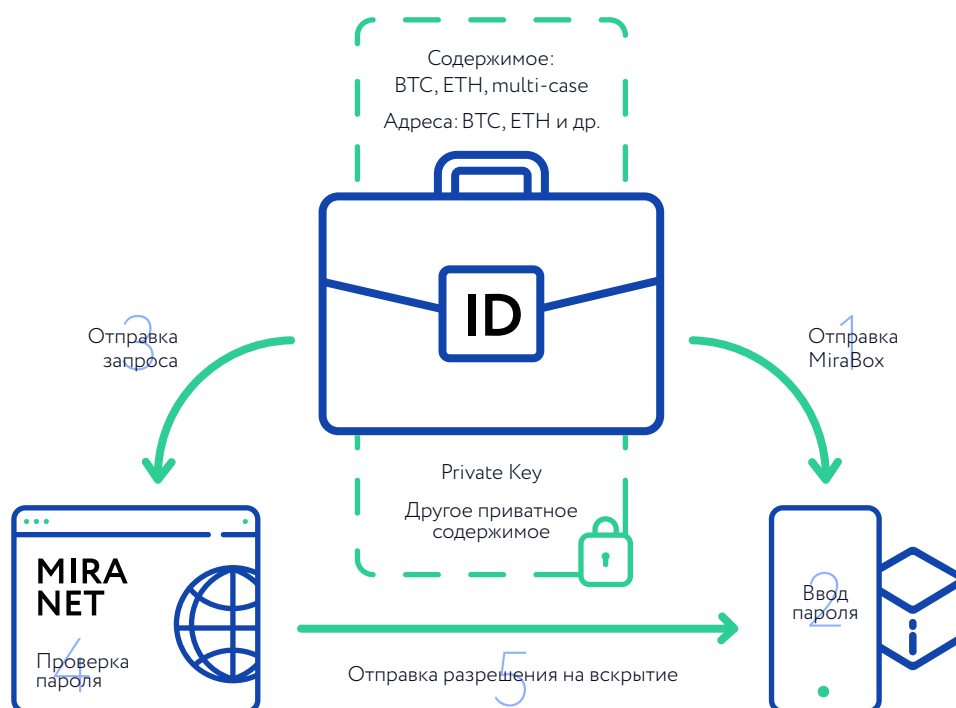 Содержимое:
BTC, ETH, multi-case
Адреса: BTC, ETH и др.
ID
3
Отправка
запроса
1
Отправка
MiraBox
Private Key
Другое приватное
содержимое
MIRA
NET
4
Проверка
пароля
2
Ввод
пароля
5
Отправка разрешения на вскрытие